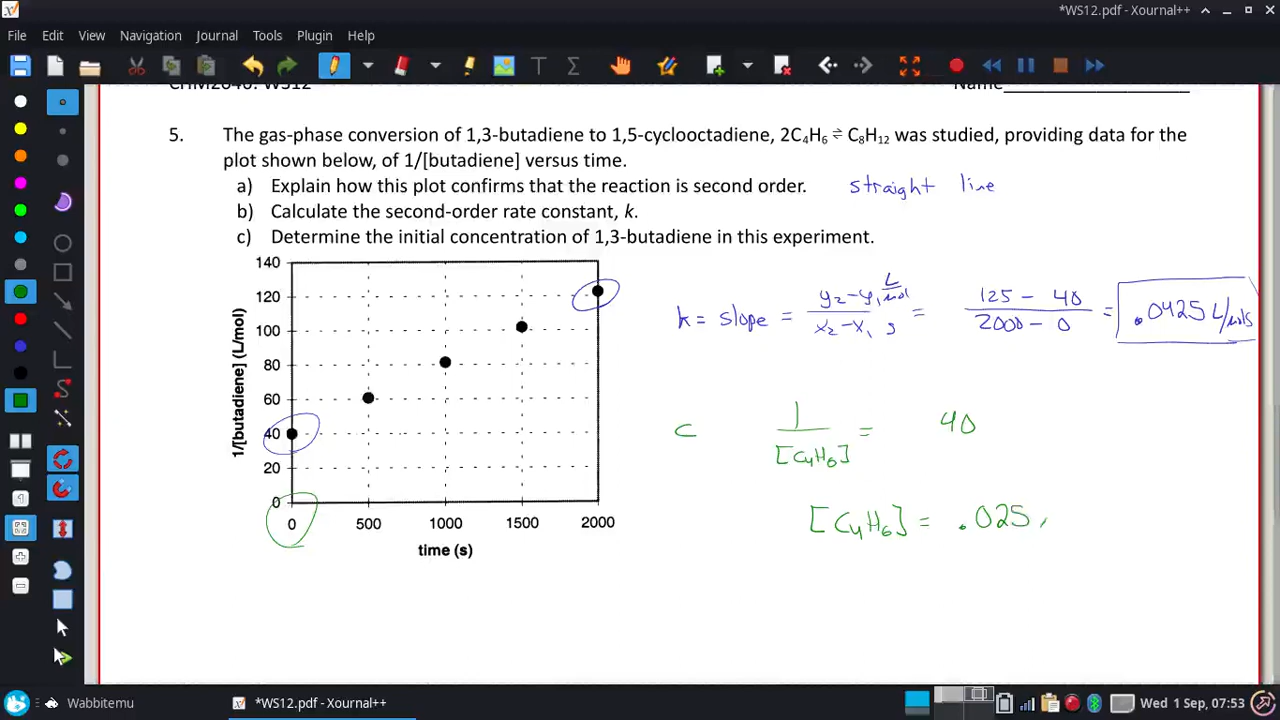 *WS12.pdf - Xournal++
File Edit View Navigation Journal Tools Plugin Help
CHM2046: WS12 Name
5. The gas-phase conversion of 1,3-butadiene to 1,5-cyclooctadiene, 2C₄H₆ ⇌ C₈H₁₂ was studied, providing data for the
plot shown below, of 1/[butadiene] versus time.
a) Explain how this plot confirms that the reaction is second order. straight line
b) Calculate the second-order rate constant, k.
c) Determine the initial concentration of 1,3-butadiene in this experiment.
140
120
100
80
60
40
20
0
0 500 1000 1500 2000
time (s)
1/[butadiene] (L/mol)
k = slope = y₂-y₁ L/mol / x₂-x₁ s = 125 - 40 / 2000 - 0 = .0425 L/mols
c 1/[C₄H₆] = 40
[C₄H₆] = .025
Wabbitemu *WS12.pdf - Xournal++ Wed 1 Sep, 07:53